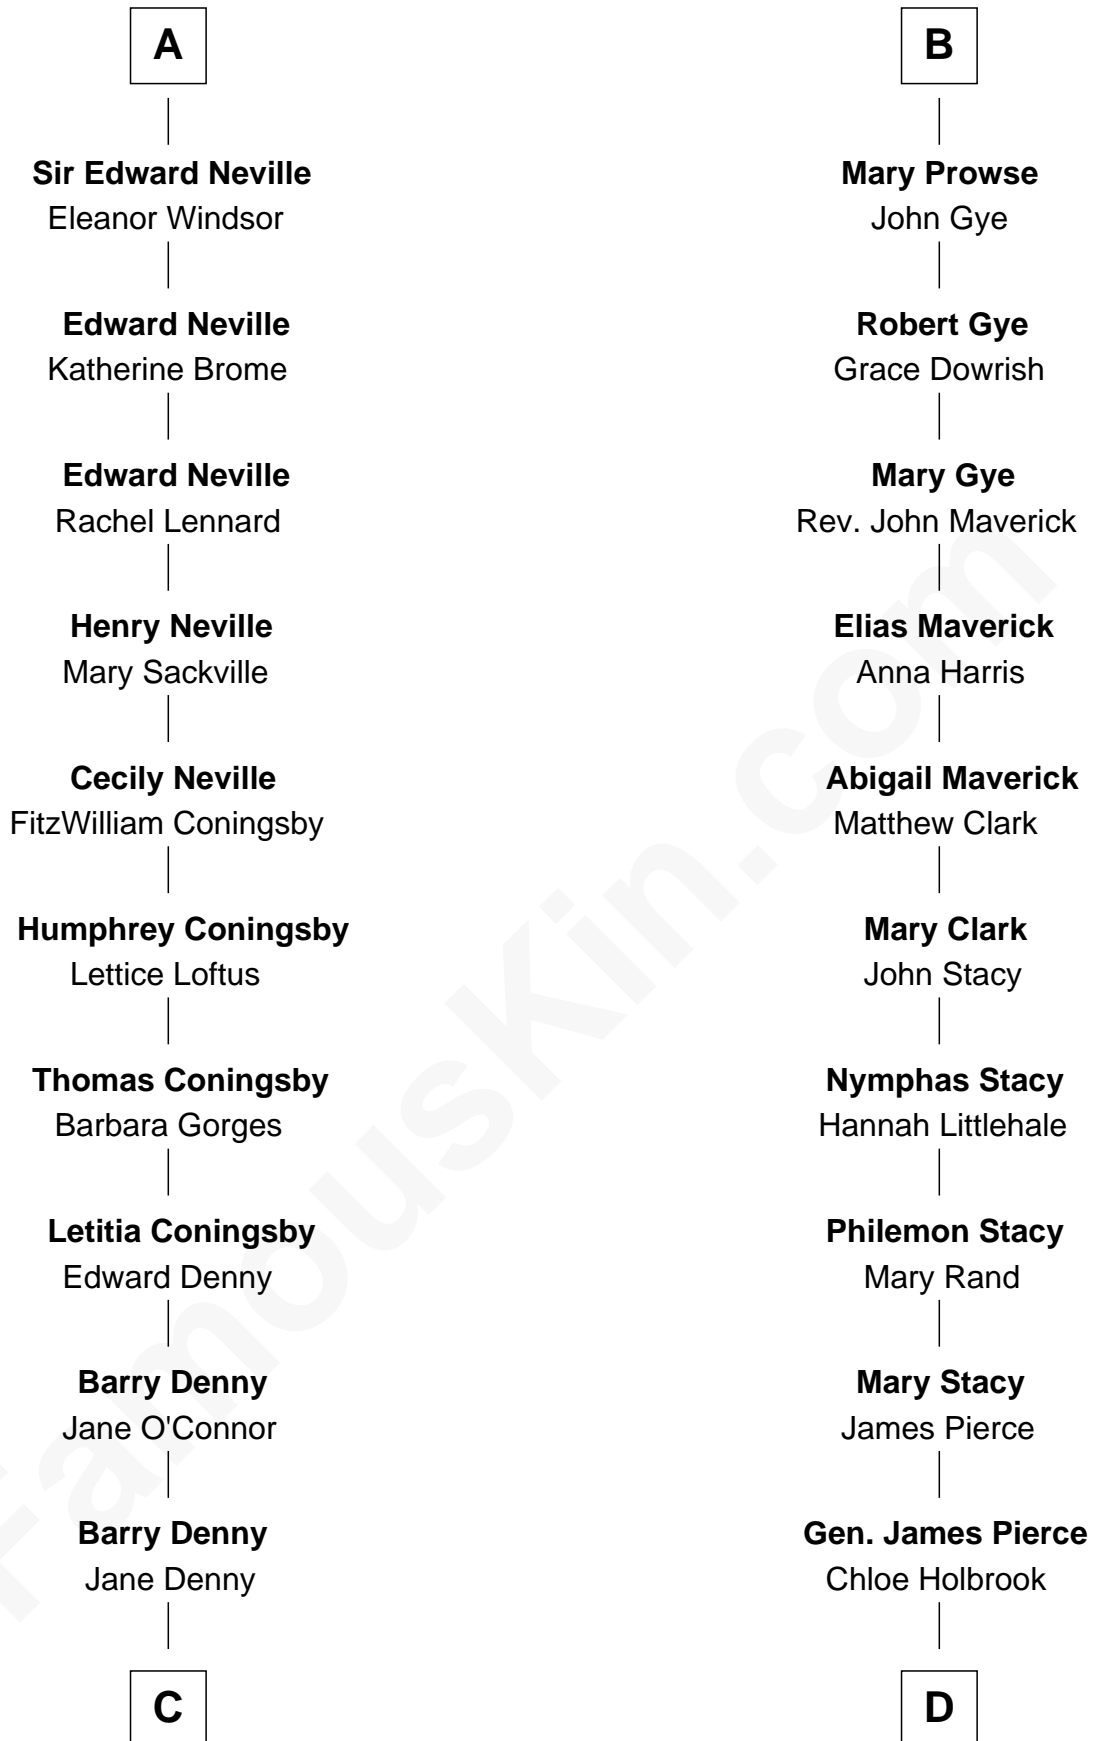 A
Sir Edward Neville
Eleanor Windsor
Edward Neville
Katherine Brome
Edward Neville
Rachel Lennard
Henry Neville
Mary Sackville
Cecily Neville
FitzWilliam Coningsby
Humphrey Coningsby
Lettice Loftus
Thomas Coningsby
Barbara Gorges
Letitia Coningsby
Edward Denny
Barry Denny
Jane O'Connor
Barry Denny
Jane Denny
C
B
Mary Prowse
John Gye
Robert Gye
Grace Dowrish
Mary Gye
Rev. John Maverick
Elias Maverick
Anna Harris
Abigail Maverick
Matthew Clark
Mary Clark
John Stacy
Nymphas Stacy
Hannah Littlehale
Philemon Stacy
Mary Rand
Mary Stacy
James Pierce
Gen. James Pierce
Chloe Holbrook
D
FamousKin.com